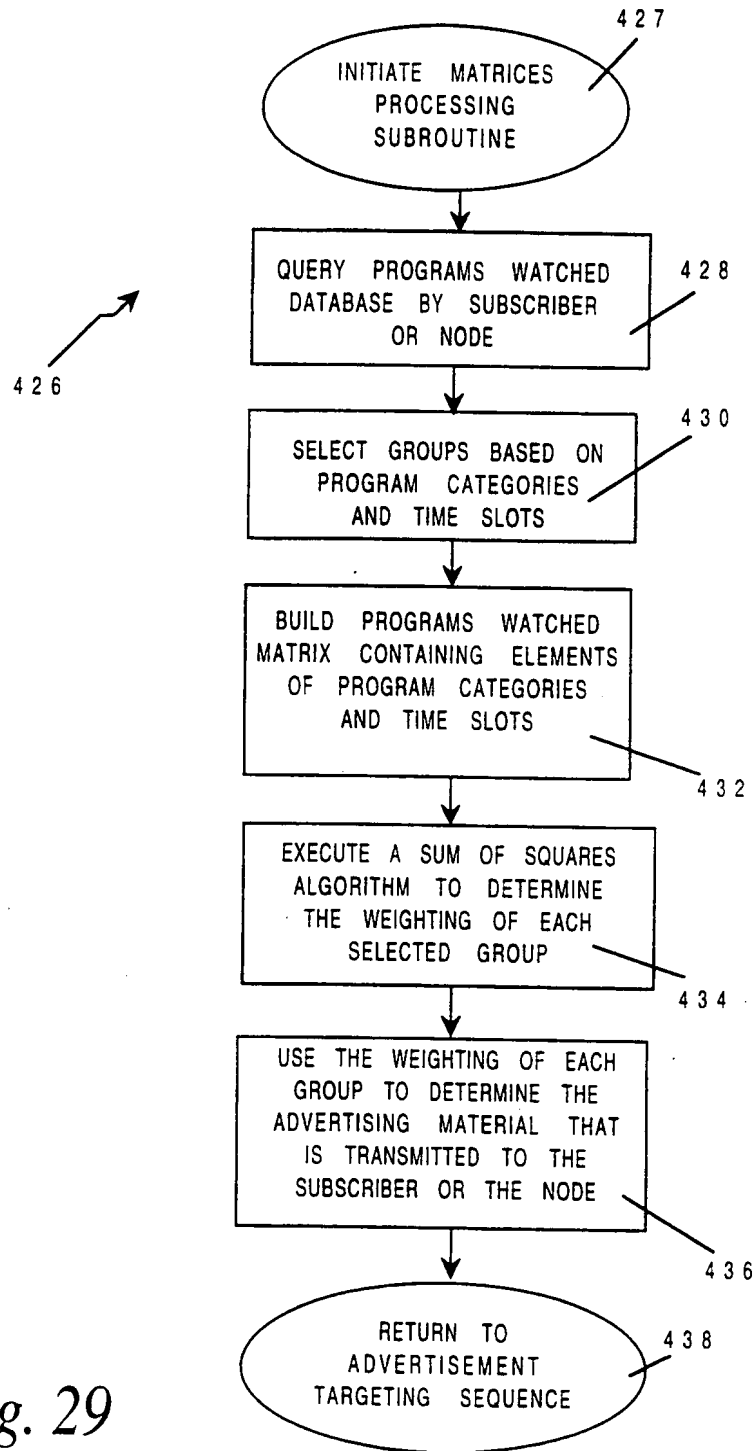 427
INITIATE MATRICES
PROCESSING
SUBROUTINE
QUERY PROGRAMS WATCHED
DATABASE BY SUBSCRIBER
OR NODE
428
426
SELECT GROUPS BASED ON
PROGRAM CATEGORIES
AND TIME SLOTS
430
BUILD PROGRAMS WATCHED
MATRIX CONTAINING ELEMENTS
OF PROGRAM CATEGORIES
AND TIME SLOTS
432
EXECUTE A SUM OF SQUARES
ALGORITHM TO DETERMINE
THE WEIGHTING OF EACH
SELECTED GROUP
434
USE THE WEIGHTING OF EACH
GROUP TO DETERMINE THE
ADVERTISING MATERIAL THAT
IS TRANSMITTED TO THE
SUBSCRIBER OR THE NODE
436
RETURN TO
ADVERTISEMENT
TARGETING SEQUENCE
438
g. 29